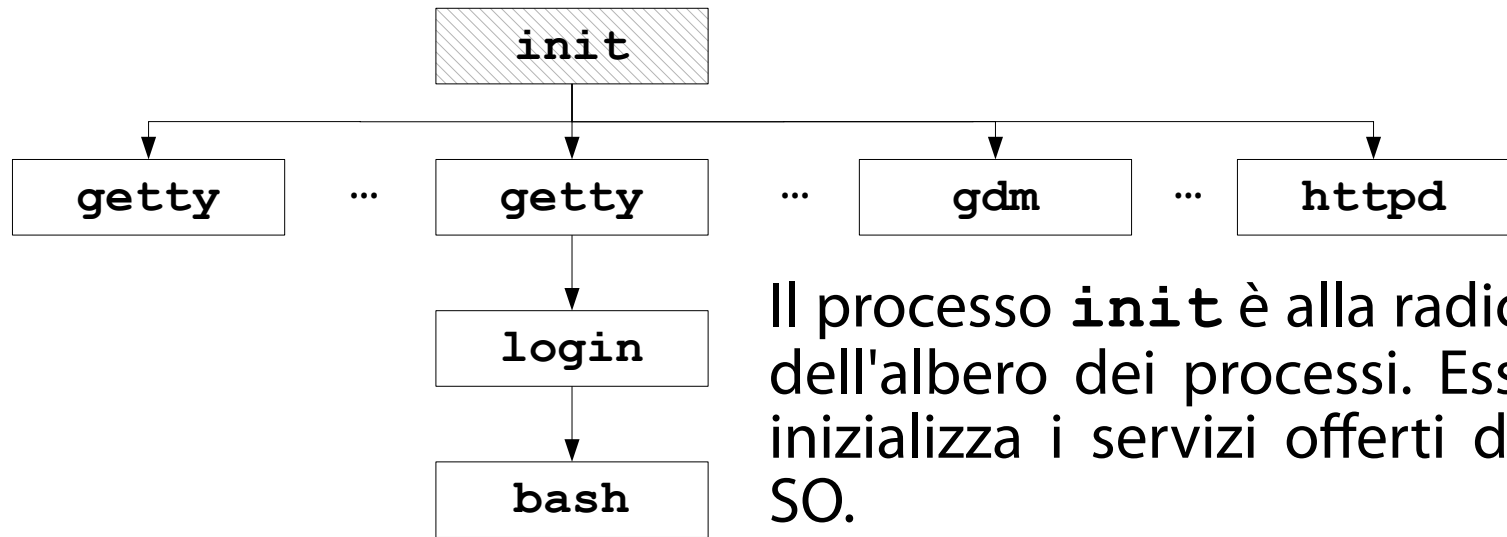 init
getty ... getty ... gdm ... httpd
login
bash
Il processo init è alla radic
dell'albero dei processi. Ess
inizializza i servizi offerti d
SO.